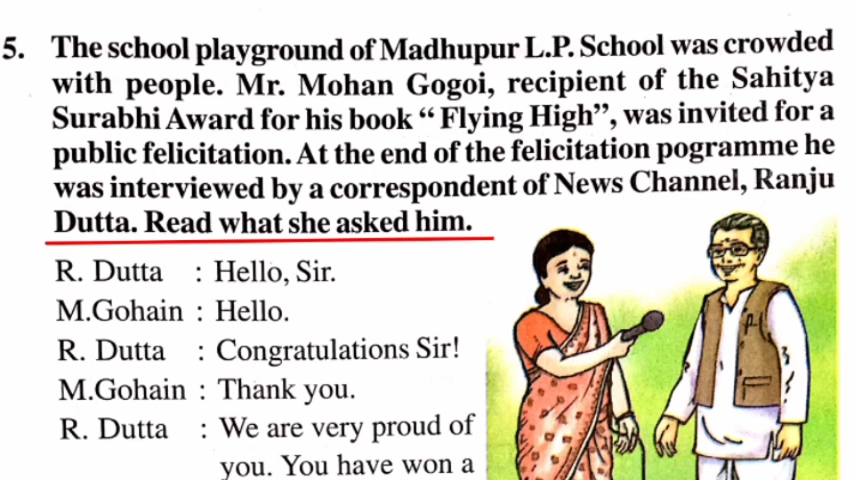 5. The school playground of Madhupur L.P. School was crowded
with people. Mr. Mohan Gogoi, recipient of the Sahitya
Surabhi Award for his book “Flying High”, was invited for a
public felicitation. At the end of the felicitation pogramme he
was interviewed by a correspondent of News Channel, Ranju
Dutta. Read what she asked him.
R. Dutta : Hello, Sir.
M.Gohain : Hello.
R. Dutta : Congratulations Sir!
M.Gohain : Thank you.
R. Dutta : We are very proud of
you. You have won a